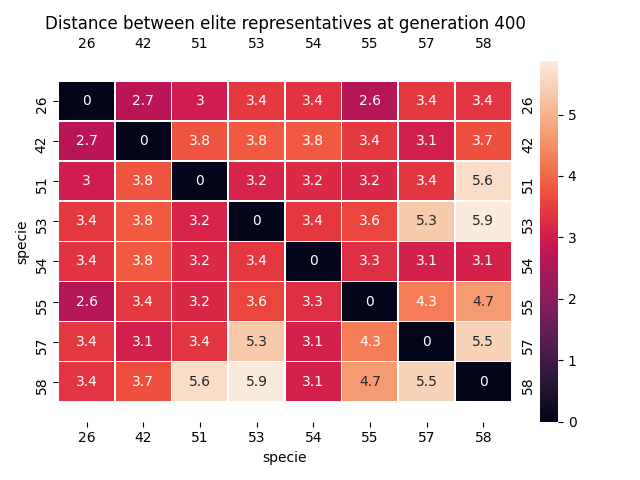 Distance between elite representatives at generation 400
26 42 51 53 54 55 57 58
26 0 2.7 3 3.4 3.4 2.6 3.4 3.4 26
42 2.7 0 3.8 3.8 3.8 3.4 3.1 3.7 42
51 3 3.8 0 3.2 3.2 3.2 3.4 5.6 51
53 3.4 3.8 3.2 0 3.4 3.6 5.3 5.9 53
54 3.4 3.8 3.2 3.4 0 3.3 3.1 3.1 54
55 2.6 3.4 3.2 3.6 3.3 0 4.3 4.7 55
57 3.4 3.1 3.4 5.3 3.1 4.3 0 5.5 57
58 3.4 3.7 5.6 5.9 3.1 4.7 5.5 0 58
26 42 51 53 54 55 57 58
specie
specie
5
4
3
2
1
0